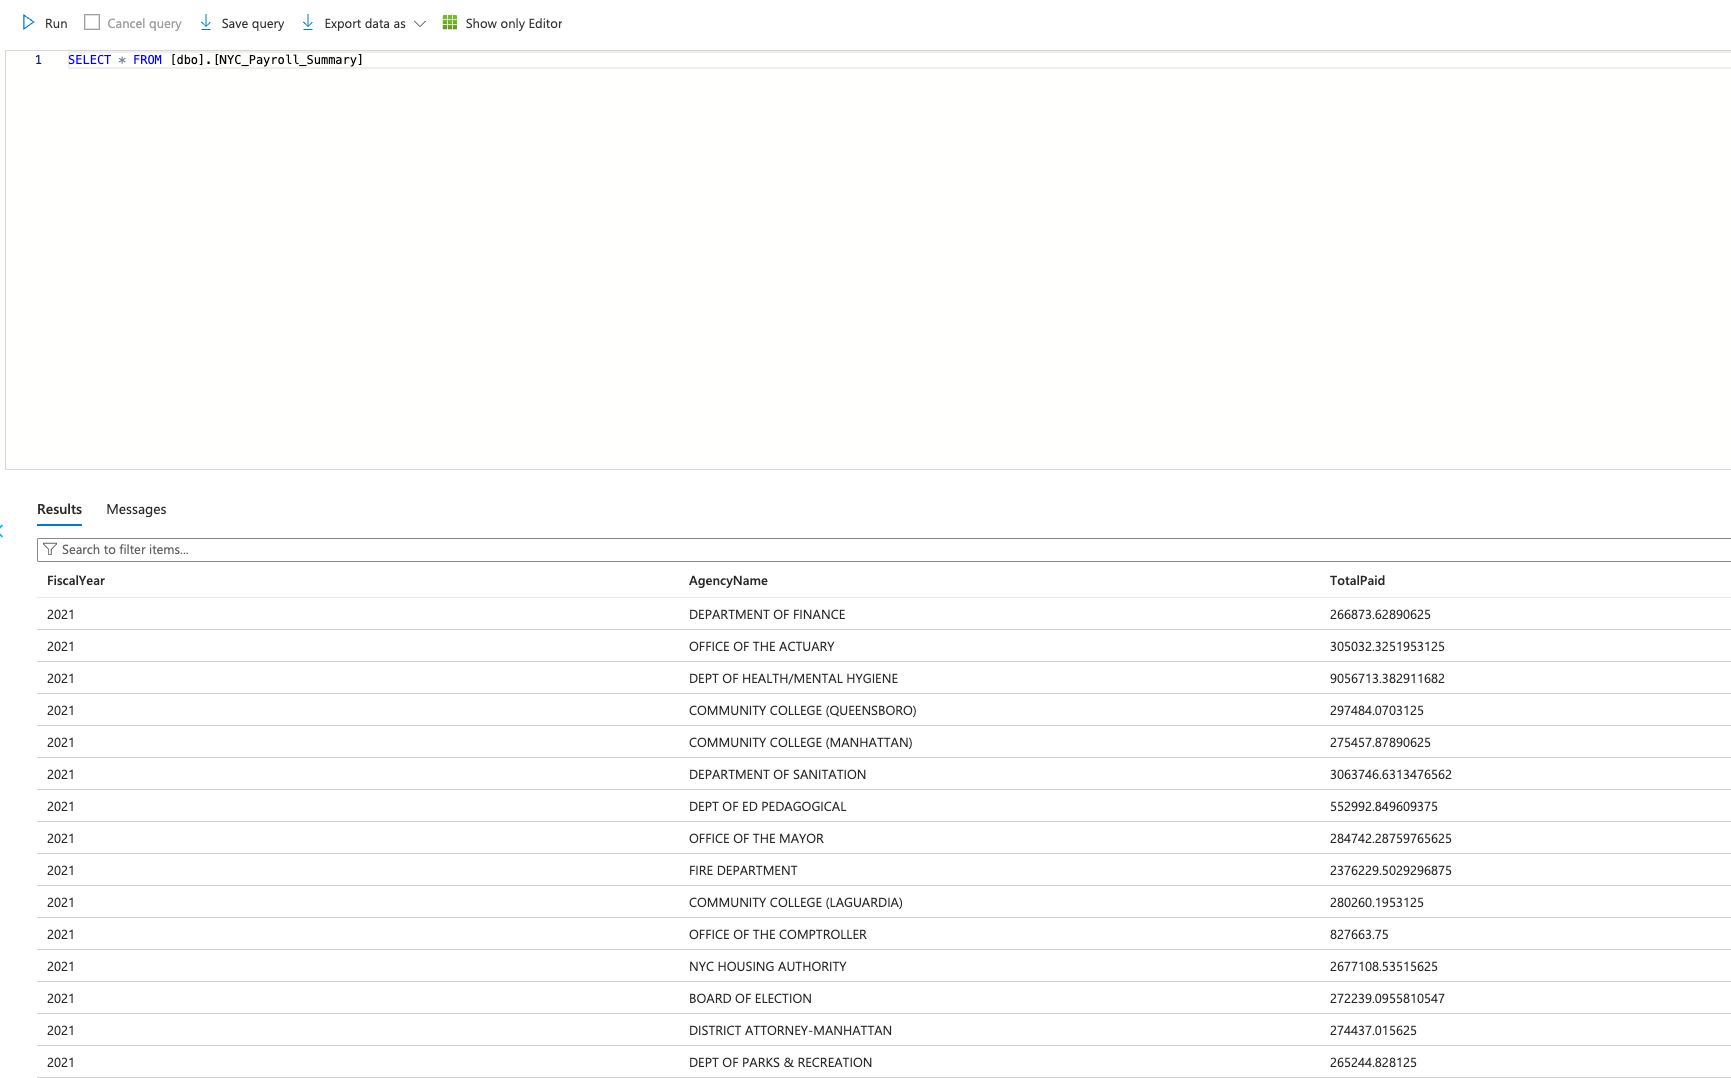 Run Cancel query Save query Export data as Show only Editor
1 SELECT * FROM [dbo].[NYC_Payroll_Summary]
Results Messages
Search to filter items...
FiscalYear AgencyName TotalPaid
2021 DEPARTMENT OF FINANCE 266873.62890625
2021 OFFICE OF THE ACTUARY 305032.3251953125
2021 DEPT OF HEALTH/MENTAL HYGIENE 9056713.382911682
2021 COMMUNITY COLLEGE (QUEENSBORO) 297484.0703125
2021 COMMUNITY COLLEGE (MANHATTAN) 275457.87890625
2021 DEPARTMENT OF SANITATION 3063746.6313476562
2021 DEPT OF ED PEDAGOGICAL 552992.849609375
2021 OFFICE OF THE MAYOR 284742.28759765625
2021 FIRE DEPARTMENT 2376229.5029296875
2021 COMMUNITY COLLEGE (LAGUARDIA) 280260.1953125
2021 OFFICE OF THE COMPTROLLER 827663.75
2021 NYC HOUSING AUTHORITY 2677108.53515625
2021 BOARD OF ELECTION 272239.0955810547
2021 DISTRICT ATTORNEY-MANHATTAN 274437.015625
2021 DEPT OF PARKS & RECREATION 265244.828125